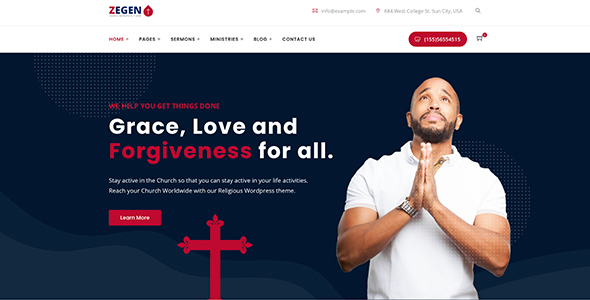 ZEGEN
info@example.com
684 West College St. Sun City, USA
HOME
PAGES
SERMONS
MINISTRIES
BLOG
CONTACT US
(155)56554515
WE HELP YOU GET THINGS DONE
Grace, Love and
Forgiveness for all.
Stay active in the Church so that you can stay active in your life activities.
Reach your Church Worldwide with our Religious Wordpress theme.
Learn More